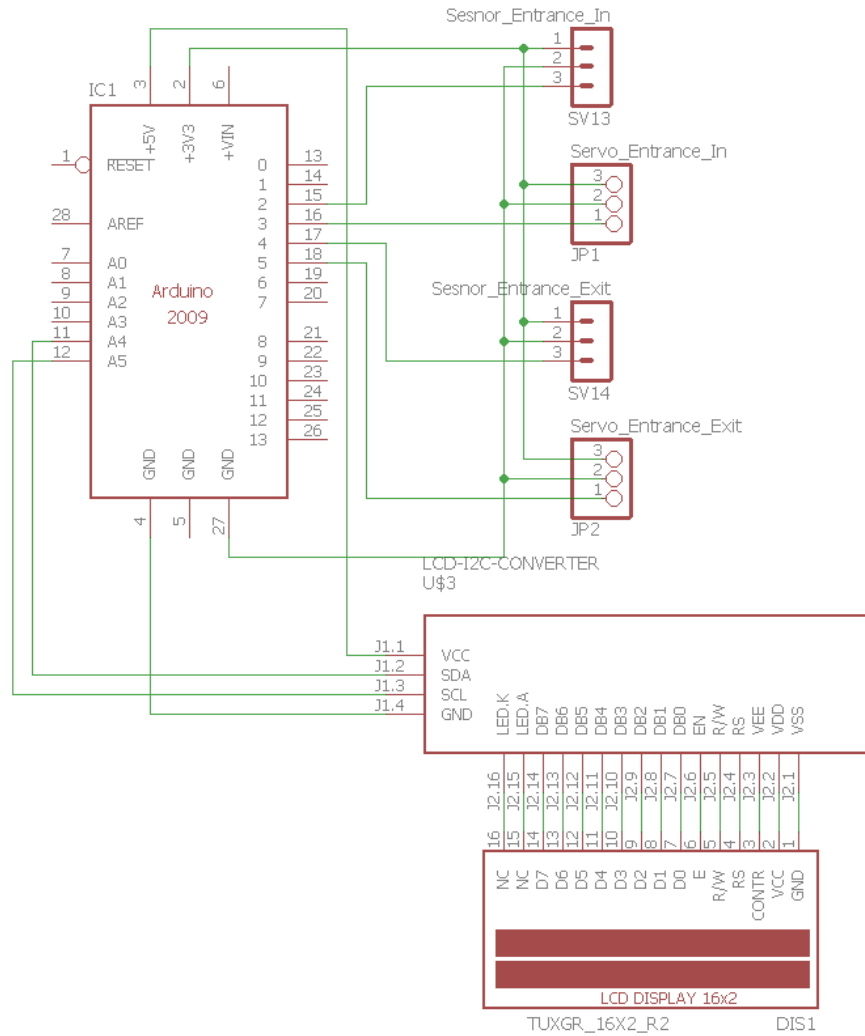 Sesnor_Entrance_In
1
2
3
SV13
IC1
3
2
6
+5V
+3V3
+VIN
1
RESET
28
AREF
7
A0
8
A1
9
A2
10
A3
11
A4
12
A5
Arduino
2009
0
13
1
14
2
15
3
16
4
17
5
18
6
19
7
20
8
21
9
22
10
23
11
24
12
25
13
26
GND
GND
GND
4
5
27
Servo_Entrance_In
3
2
1
JP1
Sesnor_Entrance_Exit
1
2
3
SV14
Servo_Entrance_Exit
3
2
1
JP2
LCD-I2C-CONVERTER
U$3
J1.1
VCC
J1.2
SDA
J1.3
SCL
J1.4
GND
LED.K
LED.A
DB7
DB6
DB5
DB4
DB3
DB2
DB1
DB0
EN
R/W
RS
VEE
VDD
VSS
J2.16
J2.15
J2.14
J2.13
J2.12
J2.11
J2.10
J2.9
J2.8
J2.7
J2.6
J2.5
J2.4
J2.3
J2.2
J2.1
16
15
14
13
12
11
10
9
8
7
6
5
4
3
2
1
NC
NC
D7
D6
D5
D4
D3
D2
D1
D0
E
R/W
RS
CONTR
VCC
GND
LCD DISPLAY 16x2
TUXGR_16X2_R2
DIS1